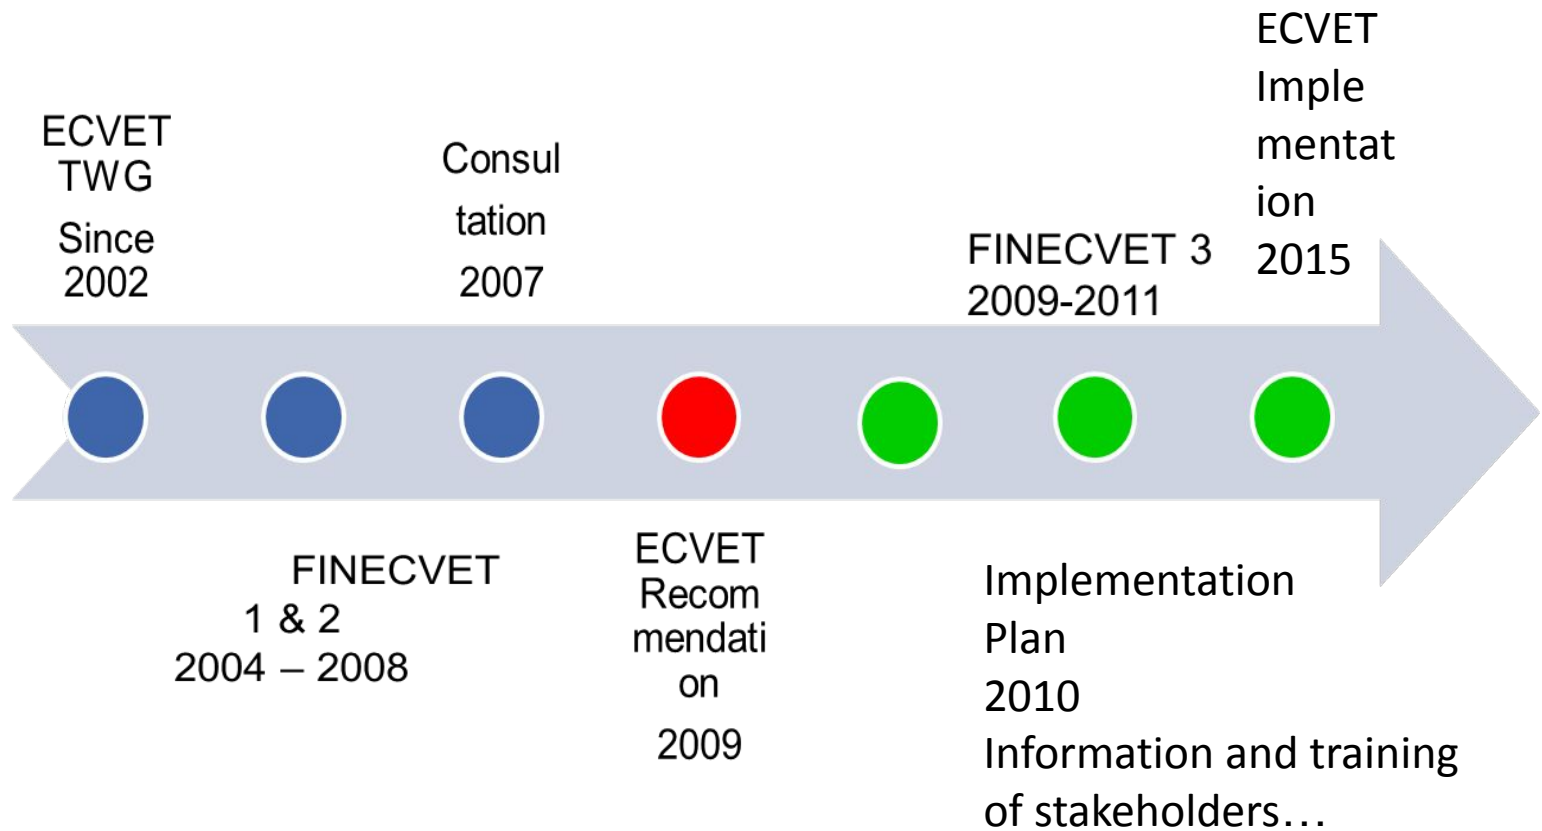 ECVET
TWG
Since
2002
FINECVET
1 & 2
2004 – 2008
Consul
tation
2007
ECVET
Recom
mendati
on
2009
FINECVET 3
2009-2011
Implementation
Plan
2010
Information and training
of stakeholders…
ECVET
Imple
mentat
ion
2015